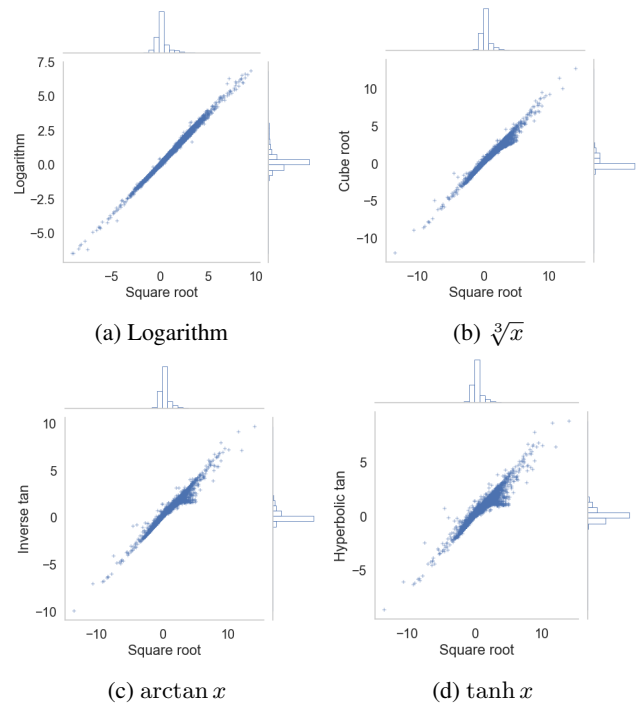 7.5
5.0
2.5
0.0
−2.5
−5.0
Logarithm
−5 0 5 10
Square root
(a) Logarithm
10
5
0
−5
−10
Cube root
−10 0 10
Square root
(b) ∛x
10
5
0
−5
−10
Inverse tan
−10 0 10
Square root
(c) arctan x
5
0
−5
Hyperbolic tan
−10 0 10
Square root
(d) tanh x